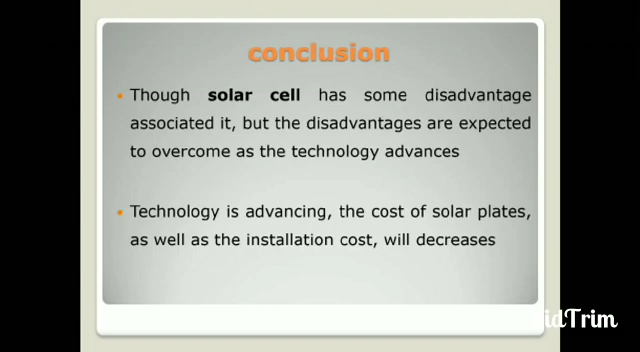 conclusion
Though solar cell has some disadvantage
associated it, but the disadvantages are expected
to overcome as the technology advances
Technology is advancing, the cost of solar plates,
as well as the installation cost, will decreases
idTrim